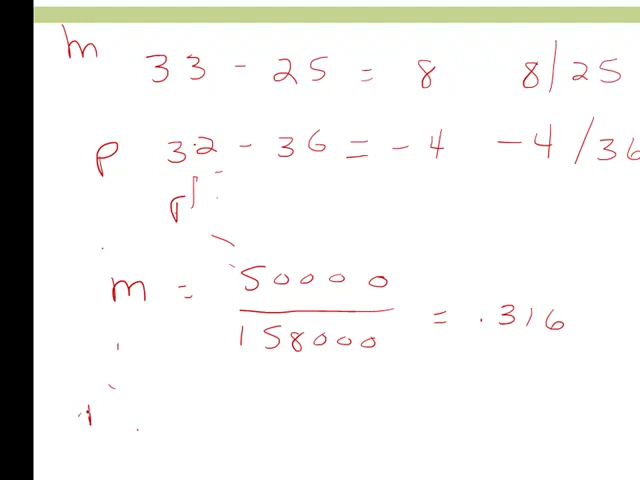 m 33 - 25 = 8 8/25
p 32 - 36 = -4 -4/36
m = 50000
158000 = .316